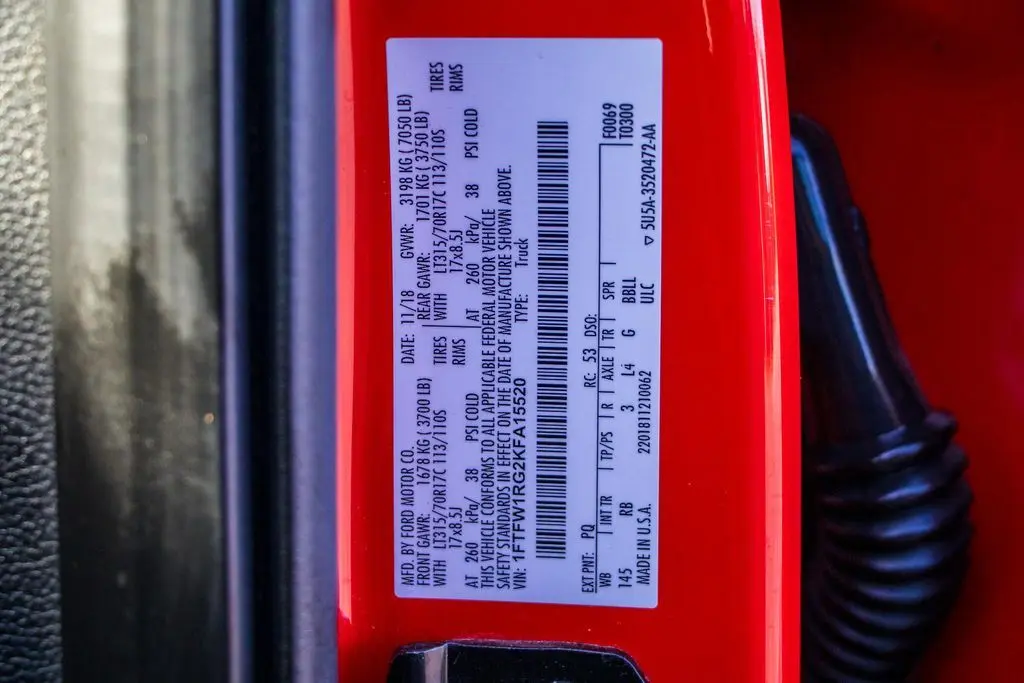 MFD. BY FORD MOTOR CO. DATE: 11/18 GVWR: 3198 KG ( 7050 LB)
FRONT GAWR: 1678 KG ( 3700 LB) REAR GAWR: 1701 KG ( 3750 LB)
WITH LT315/70R17C 113/110S TIRES WITH LT315/70R17C 113/110S TIRES
17x8.5J RIMS 17x8.5J RIMS
AT 260 kPa/ 38 PSI COLD AT 260 kPa/ 38 PSI COLD
THIS VEHICLE CONFORMS TO ALL APPLICABLE FEDERAL MOTOR VEHICLE
SAFETY STANDARDS IN EFFECT ON THE DATE OF MANUFACTURE SHOWN ABOVE.
VIN: 1FTFW1RG2KFA15520 TYPE: Truck
EXT PNT: PQ RC: 53 DSO: F0069
WB INT TR TP/PS R AXLE TR SPR T0300
145 RB 3 L4 G BBLL
MADE IN U.S.A. 2201811210062 ULC ▽ 5U5A-3520472-AA